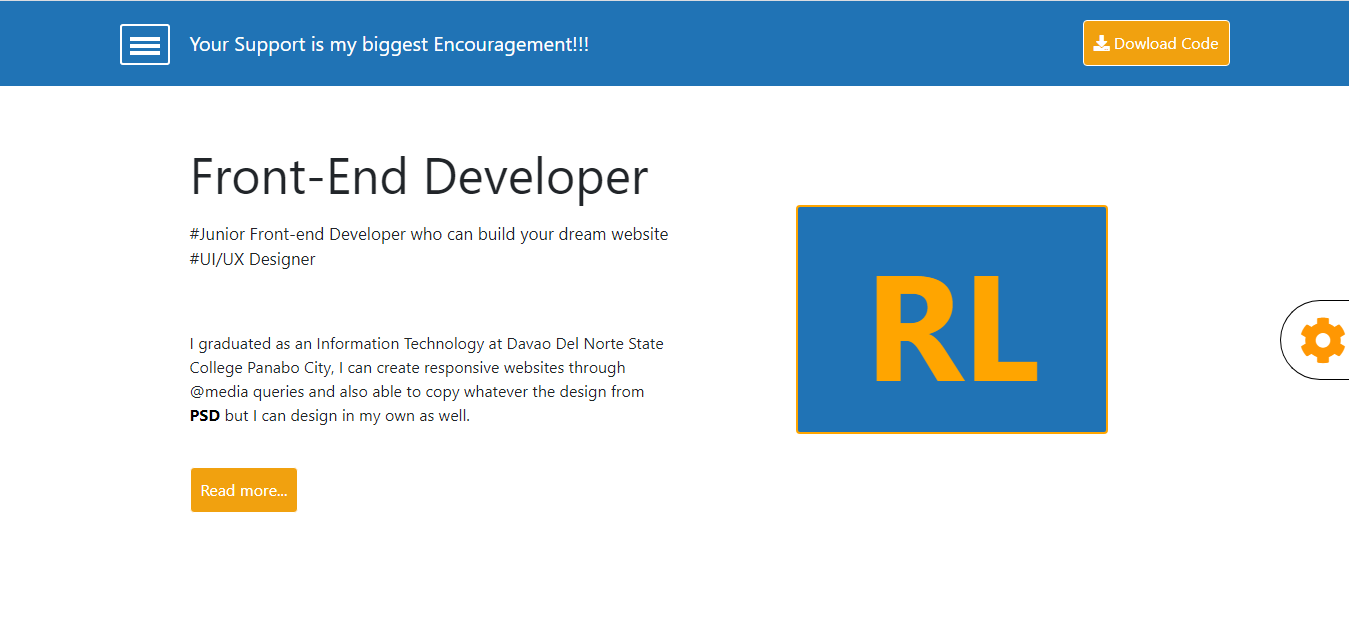 Your Support is my biggest Encouragement!!!
Dowload Code
Front-End Developer
#Junior Front-end Developer who can build your dream website
#UI/UX Designer
I graduated as an Information Technology at Davao Del Norte State
College Panabo City, I can create responsive websites through
@media queries and also able to copy whatever the design from
PSD but I can design in my own as well.
RL
Read more...